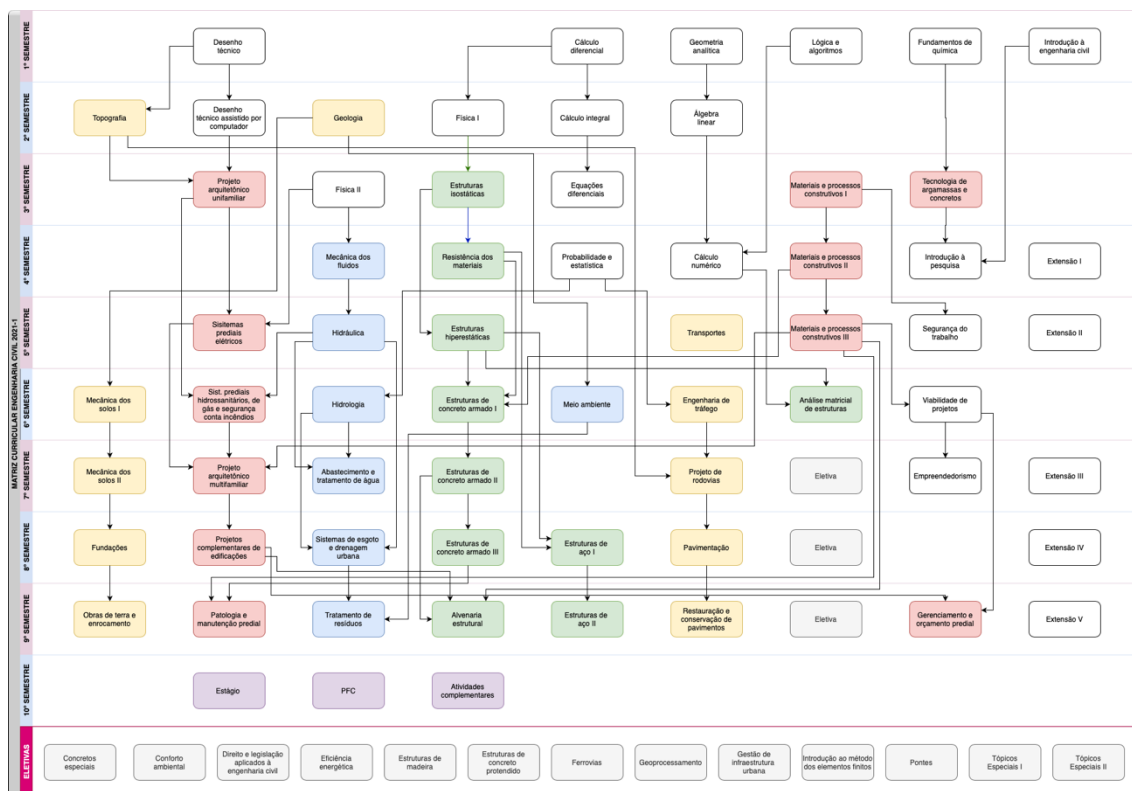 MATRIZ CURRICULAR ENGENHARIA CIVIL 2021-1
1º SEMESTRE
Desenho
técnico
Cálculo
diferencial
Geometria
analítica
Lógica e
algoritmos
Fundamentos de
química
Introdução à
engenharia civil
2º SEMESTRE
Topografia
Desenho
técnico assistido por
computador
Geologia
Física I
Cálculo integral
Álgebra
linear
3º SEMESTRE
Projeto
arquitetônico
unifamiliar
Física II
Estruturas
isostáticas
Equações
diferenciais
Materiais e processos
construtivos I
Tecnologia de
argamassas e
concretos
4º SEMESTRE
Mecânica dos
fluidos
Resistência dos
materiais
Probabilidade e
estatística
Cálculo
numérico
Materiais e processos
construtivos II
Introdução à
pesquisa
Extensão I
5º SEMESTRE
Sisitemas
prediais
elétricos
Hidráulica
Estruturas
hiperestáticas
Transportes
Materiais e processos
construtivos III
Segurança do
trabalho
Extensão II
6º SEMESTRE
Mecânica dos
solos I
Sist. prediais
hidrossanitários, de
gás e segurança
conta incêndios
Hidrologia
Estruturas de
concreto armado I
Meio ambiente
Engenharia de
tráfego
Análise matricial
de estruturas
Viabilidade de
projetos
7º SEMESTRE
Mecânica dos
solos II
Projeto
arquitetônico
multifamiliar
Abastecimento e
tratamento de água
Estruturas de
concreto armado II
Projeto de
rodovias
Eletiva
Empreendedorismo
Extensão III
8º SEMESTRE
Fundações
Projetos
complementares de
edificações
Sistemas de esgoto
e drenagem
urbana
Estruturas de
concreto armado III
Estruturas de
aço I
Pavimentação
Eletiva
Extensão IV
9º SEMESTRE
Obras de terra e
enrocamento
Patologia e
manutenção predial
Tratamento de
resíduos
Alvenaria
estrutural
Estruturas de
aço II
Restauração e
conservação de
pavimentos
Eletiva
Gerenciamento e
orçamento predial
Extensão V
10º SEMESTRE
Estágio
PFC
Atividades
complementares
ELETIVAS
Concretos
especiais
Conforto
ambiental
Direito e legislação
aplicados à
engenharia civil
Eficiência
energética
Estruturas de
madeira
Estruturas de
concreto
protendido
Ferrovias
Geoprocessamento
Gestão de
infraestrutura
urbana
Introdução ao método
dos elementos finitos
Pontes
Tópicos
Especiais I
Tópicos
Especiais II